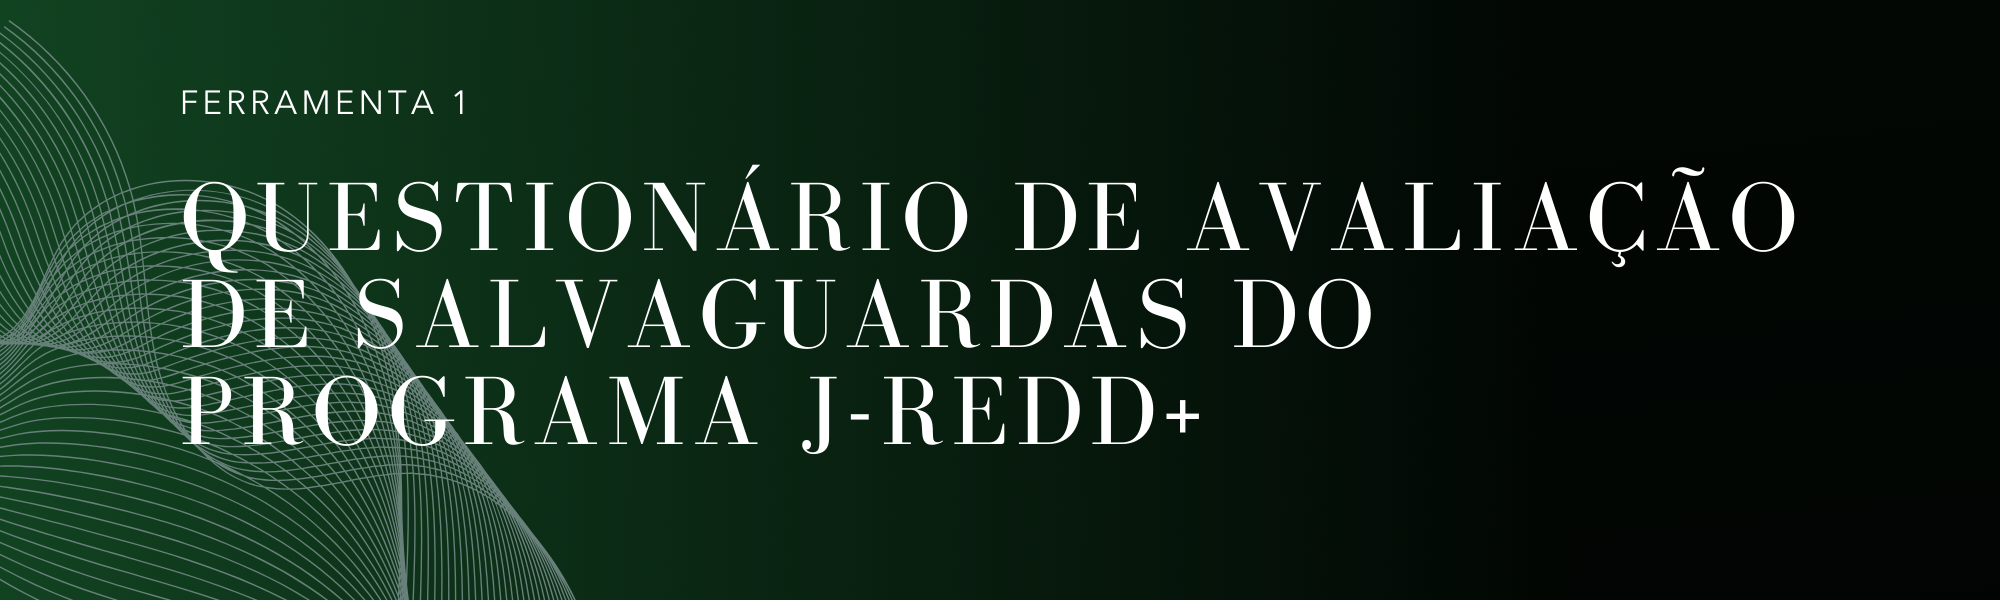 FERRAMENTA 1
QUESTIONÁRIO DE AVALIAÇÃO
DE SALVAGUARDAS DO
PROGRAMA J-REDD+